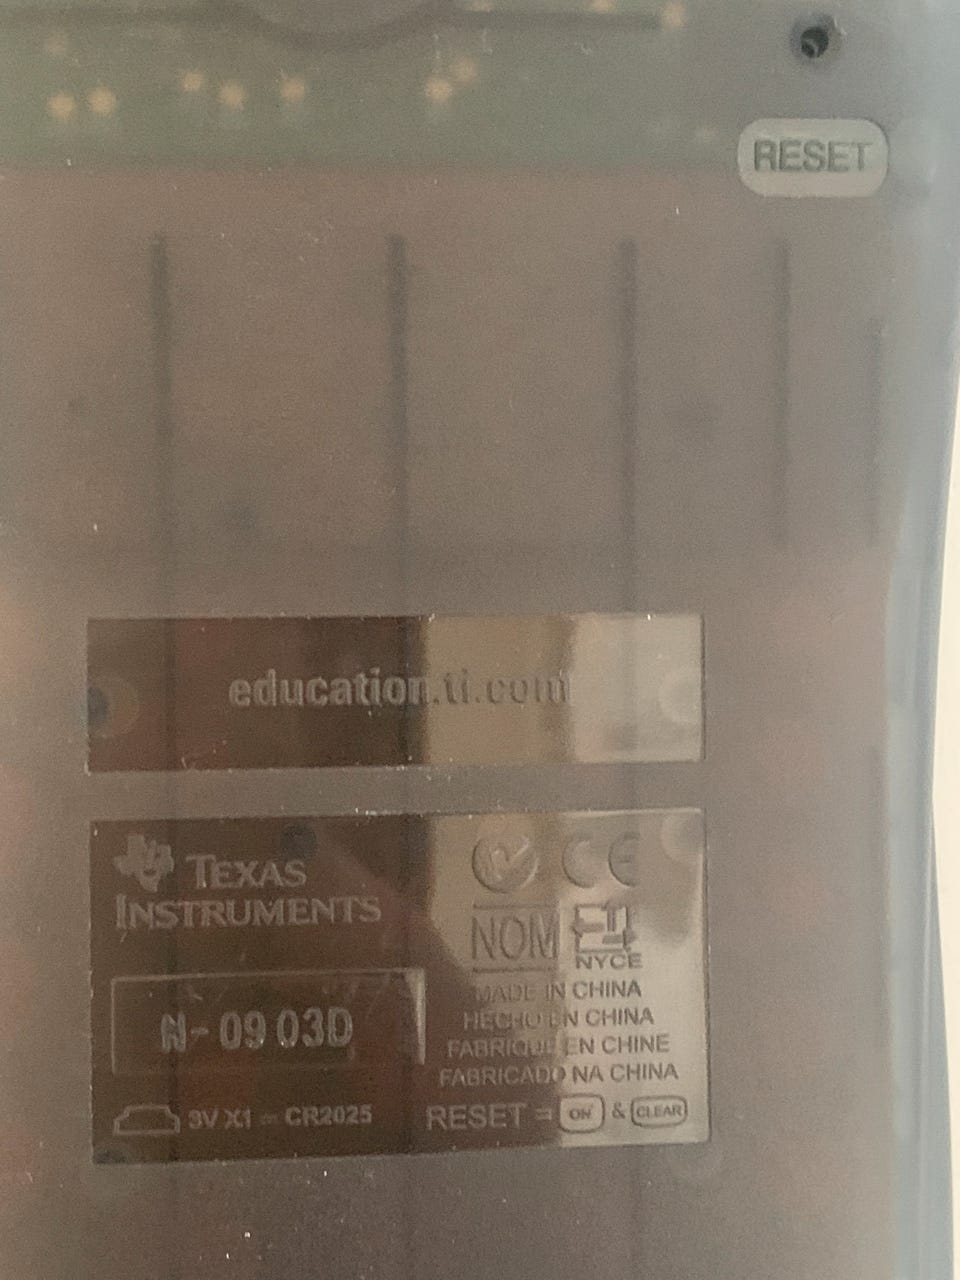 RESET
education.ti.com
TEXAS
INSTRUMENTS
N-0903D
3V X1 = CR2025
CE
NOM
NYCE
MADE IN CHINA
HECHO EN CHINA
FABRIQUE EN CHINE
FABRICADO NA CHINA
RESET = ON & CLEAR